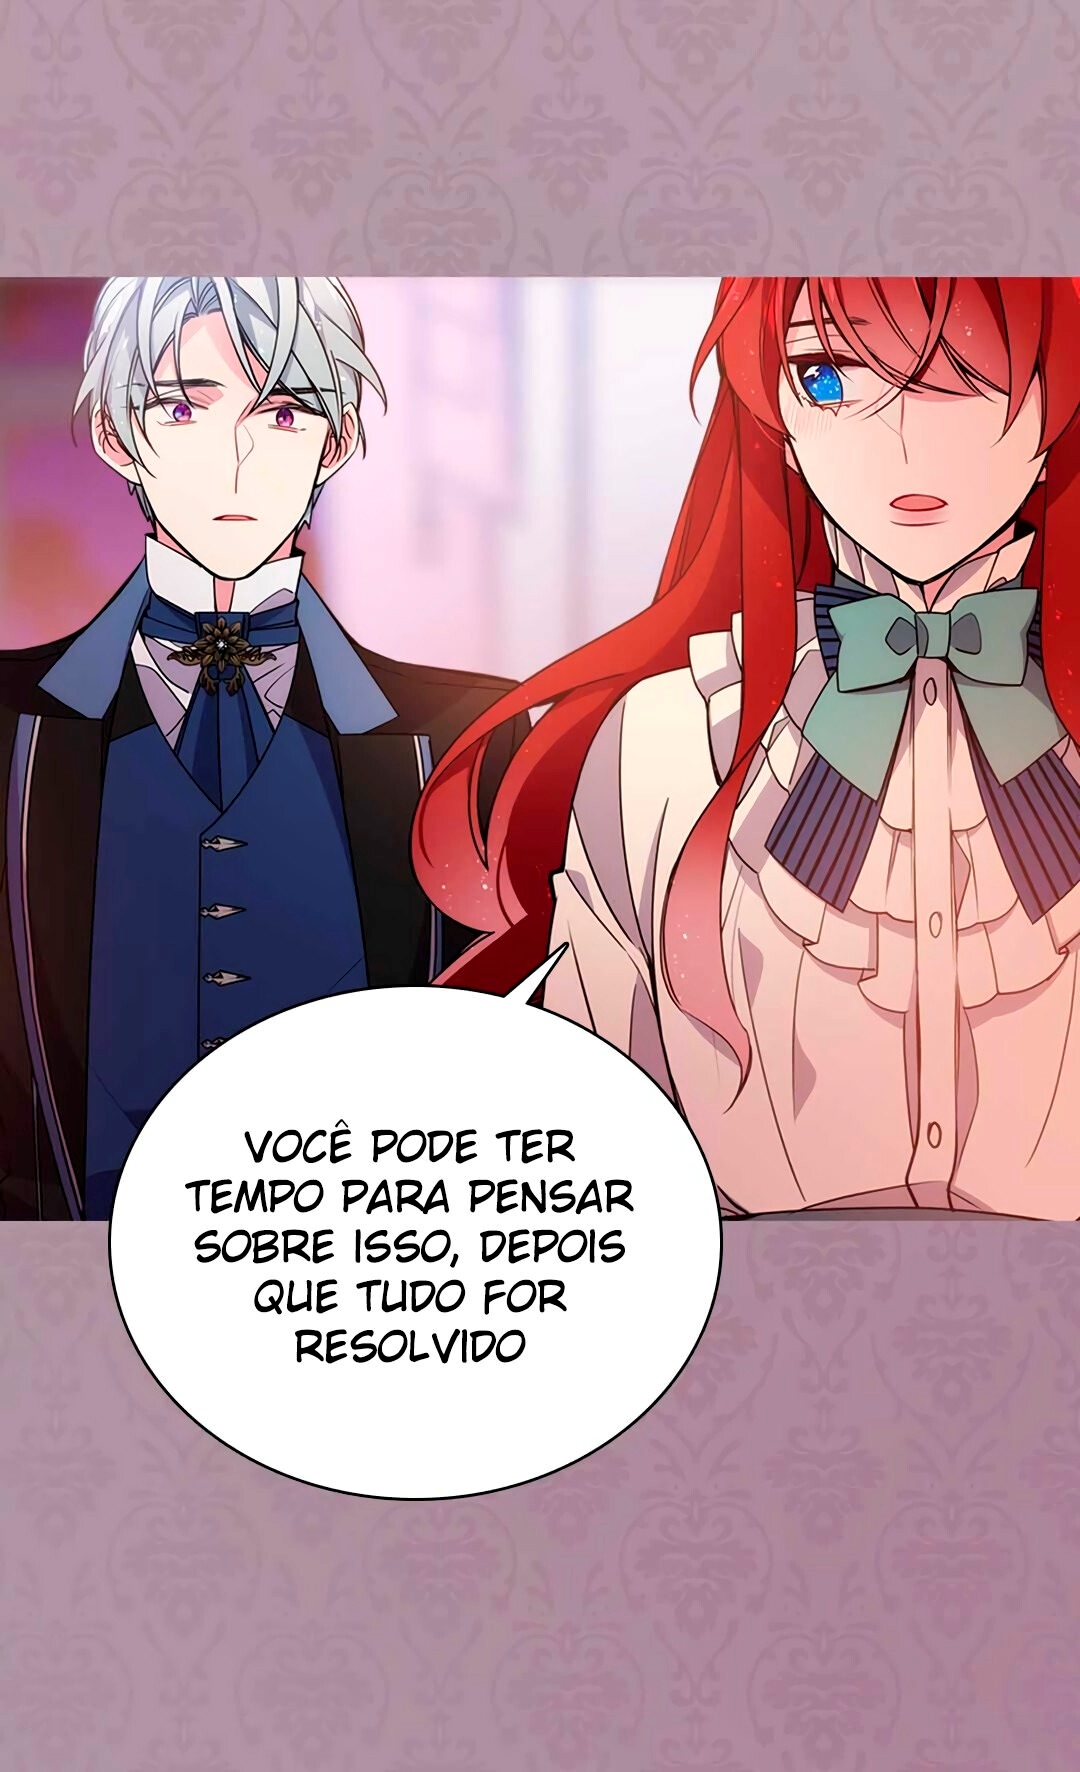 VOCÊ PODE TER
TEMPO PARA PENSAR
SOBRE ISSO, DEPOIS
QUE TUDO FOR
RESOLVIDO